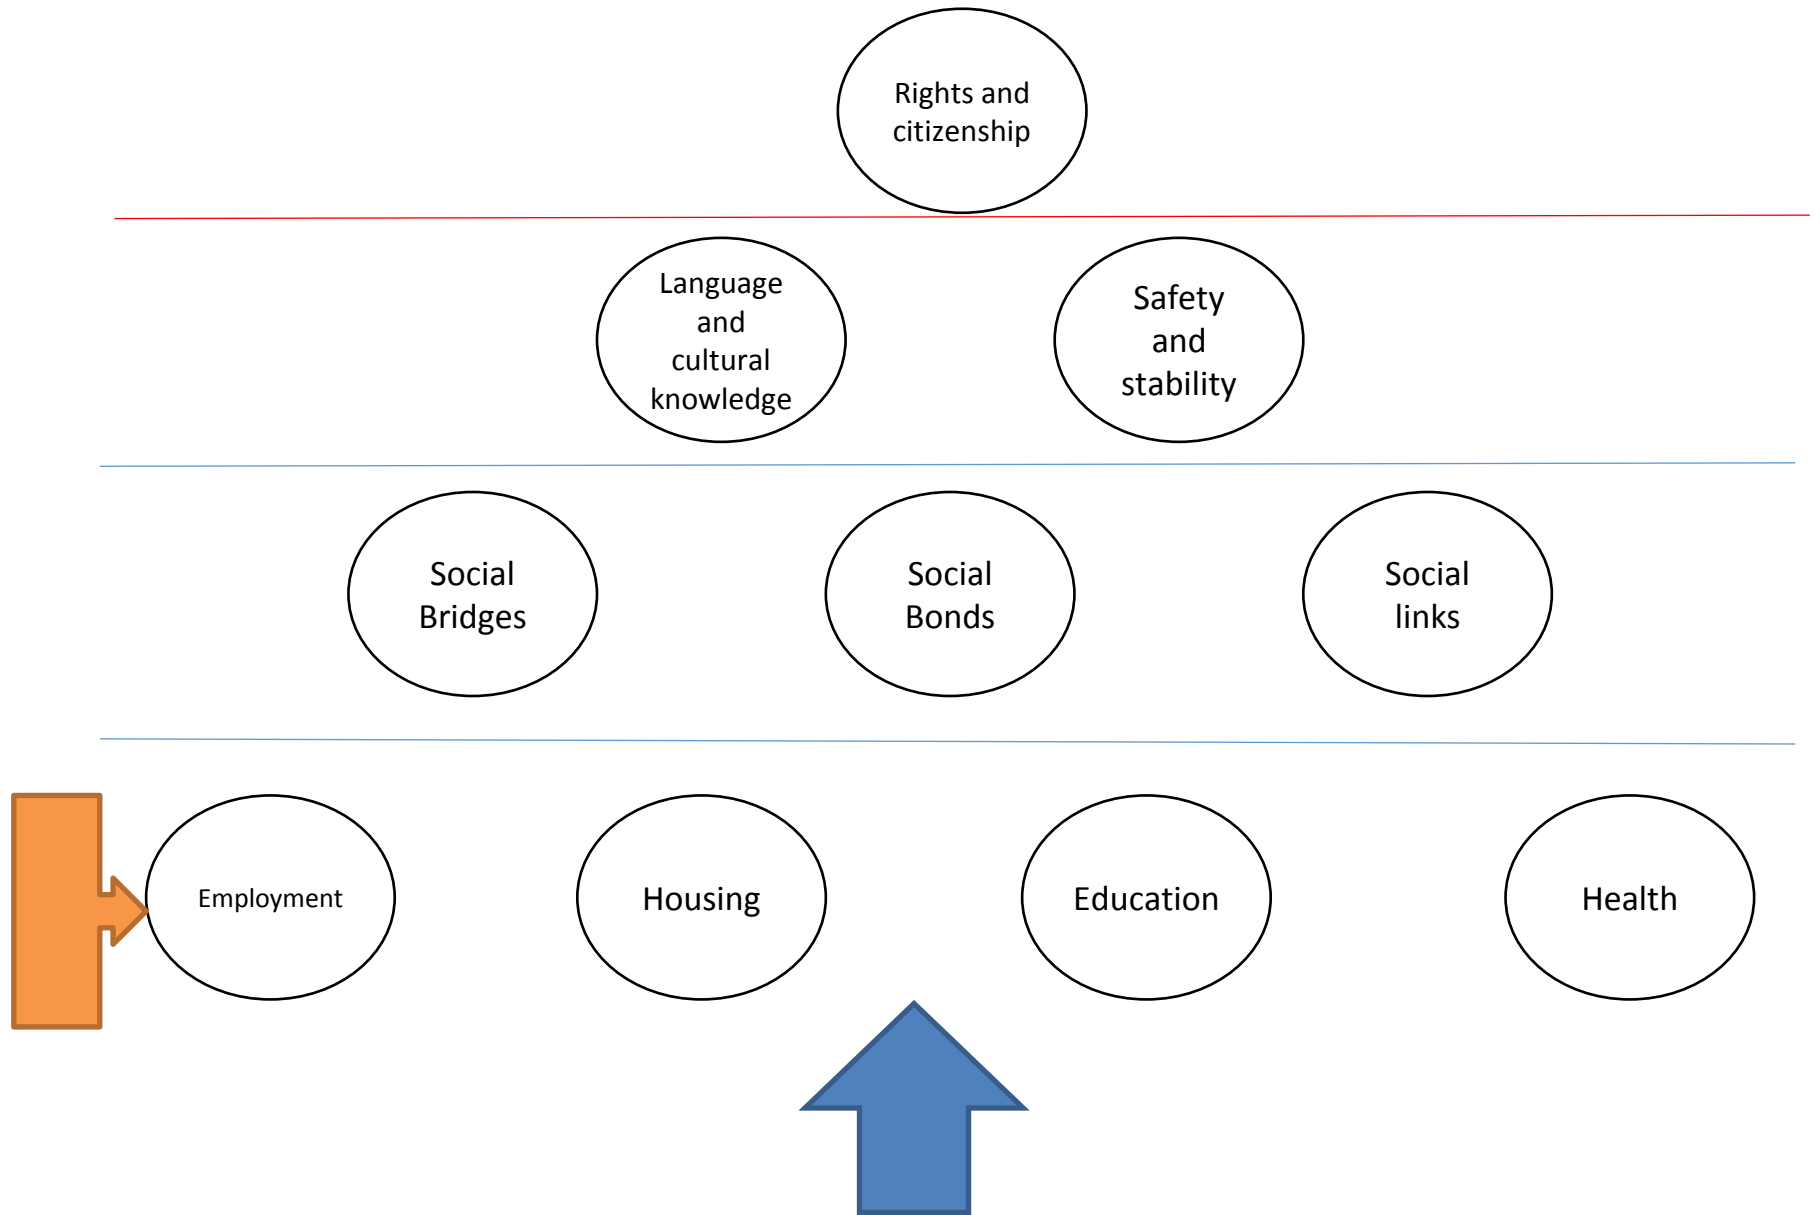 Rights and
citizenship
Language
and
cultural
knowledge
Safety
and
stability
Social
Bridges
Social
Bonds
Social
links
Employment
Housing
Education
Health